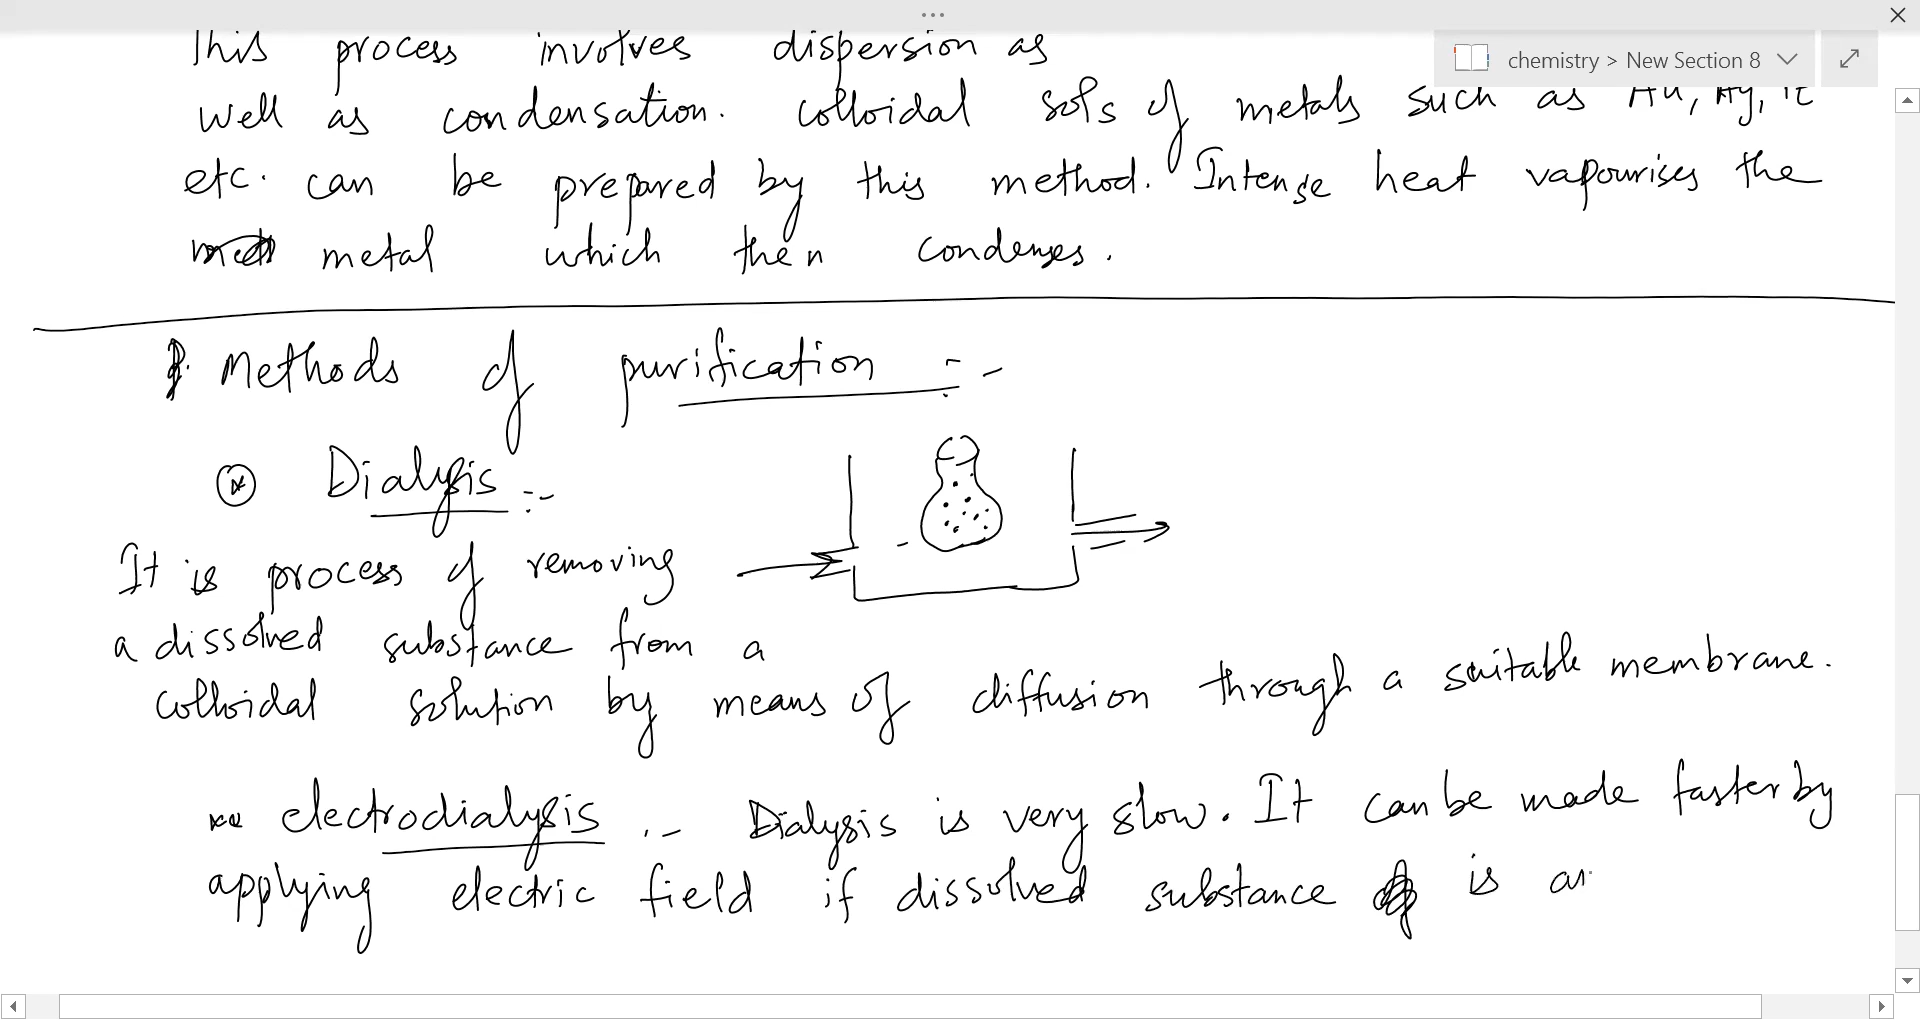 chemistry > New Section 8
This process involves dispersion as
well as condensation. colloidal sols of metals such as Au, Ag,
etc. can be prepared by this method. Intense heat vapourises the
metal which then condenses.
Methods of purification :-
Dialysis :-
It is process of removing
a dissolved substance from a
colloidal solution by means of diffusion through a suitable membrane.
electrodialysis :- Dialysis is very slow. It can be made faster by
applying electric field if dissolved substance is an